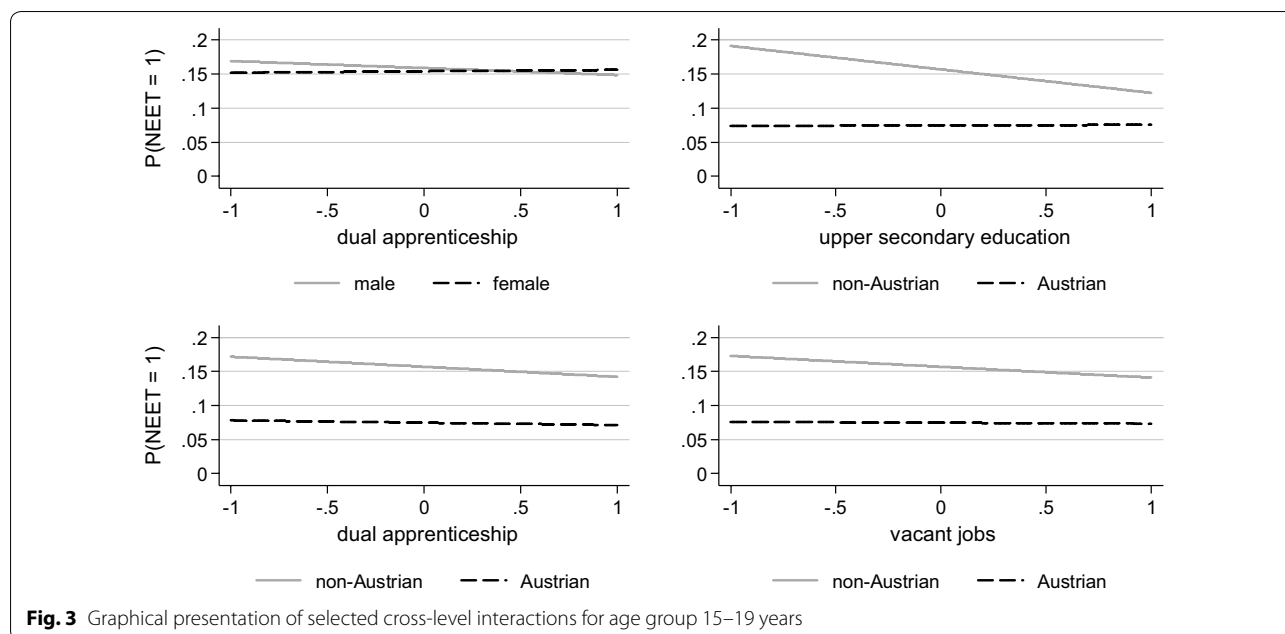 P(NEET = 1)
.2
.15
.1
.05
0
-1 -.5 0 .5 1
dual apprenticeship
male female
.2
.15
.1
.05
0
-1 -.5 0 .5 1
upper secondary education
non-Austrian Austrian
P(NEET = 1)
.2
.15
.1
.05
0
-1 -.5 0 .5 1
dual apprenticeship
non-Austrian Austrian
.2
.15
.1
.05
0
-1 -.5 0 .5 1
vacant jobs
non-Austrian Austrian
Fig. 3 Graphical presentation of selected cross-level interactions for age group 15–19 years